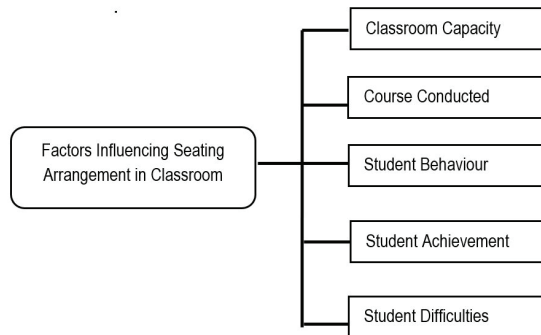 Classroom Capacity
Course Conducted
Factors Influencing Seating
Arrangement in Classroom
Student Behaviour
Student Achievement
Student Difficulties